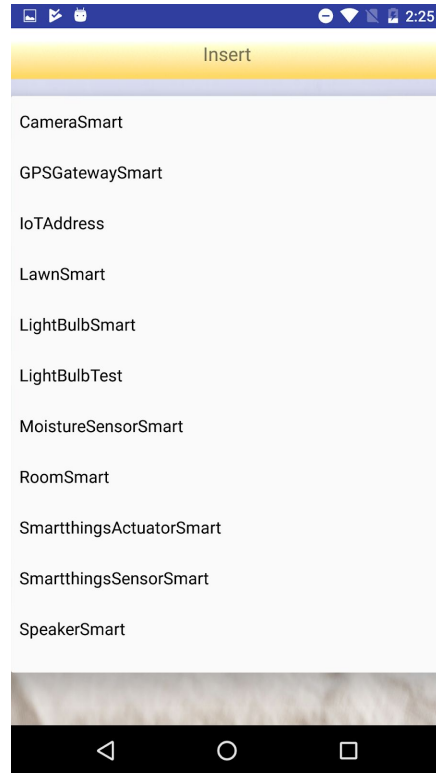 2:25
Insert
CameraSmart
GPSGatewaySmart
IoTAddress
LawnSmart
LightBulbSmart
LightBulbTest
MoistureSensorSmart
RoomSmart
SmartthingsActuatorSmart
SmartthingsSensorSmart
SpeakerSmart